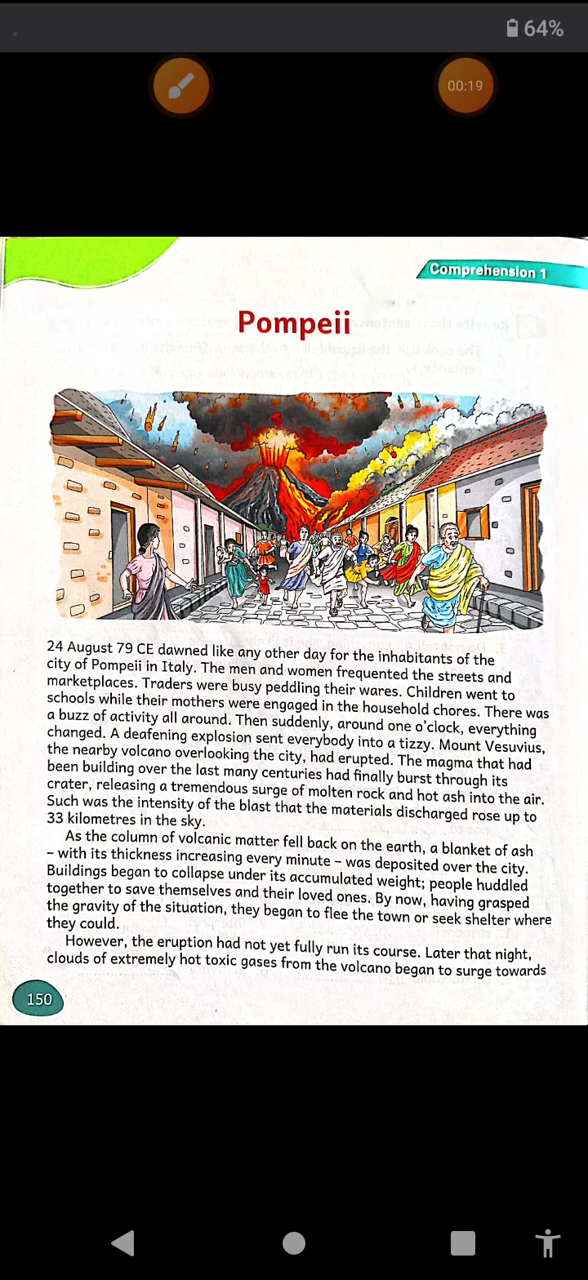 64%
00:19
Comprehension 1
Pompeii
24 August 79 CE dawned like any other day for the inhabitants of the
city of Pompeii in Italy. The men and women frequented the streets and
marketplaces. Traders were busy peddling their wares. Children went to
schools while their mothers were engaged in the household chores. There was
a buzz of activity all around. Then suddenly, around one o'clock, everything
changed. A deafening explosion sent everybody into a tizzy. Mount Vesuvius,
the nearby volcano overlooking the city, had erupted. The magma that had
been building over the last many centuries had finally burst through its
crater, releasing a tremendous surge of molten rock and hot ash into the air.
Such was the intensity of the blast that the materials discharged rose up to
33 kilometres in the sky.
As the column of volcanic matter fell back on the earth, a blanket of ash
– with its thickness increasing every minute – was deposited over the city.
Buildings began to collapse under its accumulated weight; people huddled
together to save themselves and their loved ones. By now, having grasped
the gravity of the situation, they began to flee the town or seek shelter where
they could.
However, the eruption had not yet fully run its course. Later that night,
clouds of extremely hot toxic gases from the volcano began to surge towards
150